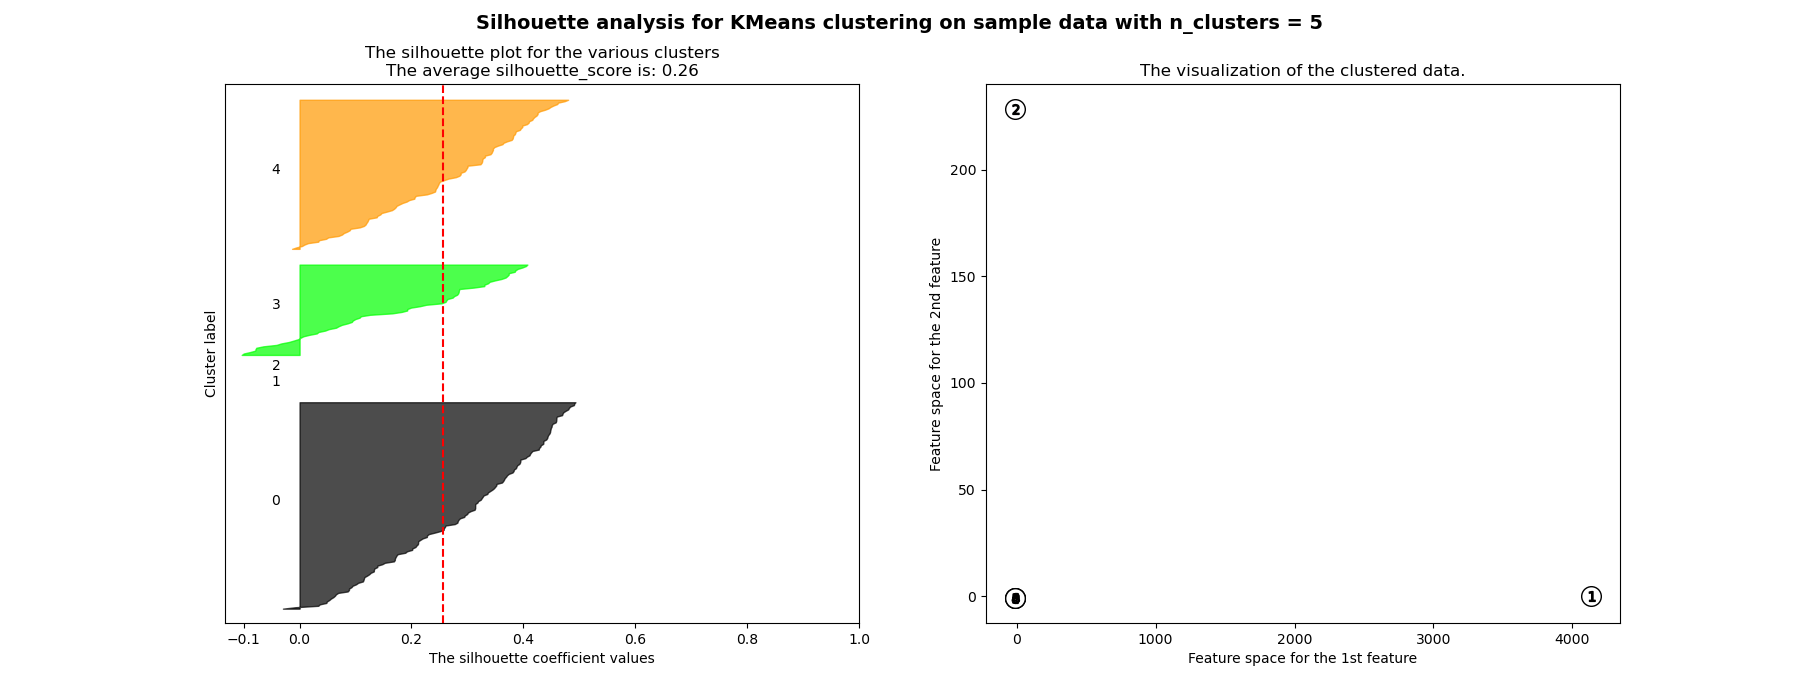 Silhouette analysis for KMeans clustering on sample data with n_clusters = 5
The silhouette plot for the various clusters
The average silhouette_score is: 0.26
4
3
2
1
0
Cluster label
−0.1 0.0 0.2 0.4 0.6 0.8 1.0
The silhouette coefficient values
The visualization of the clustered data.
2
1
200
150
100
50
0
Feature space for the 2nd feature
0 1000 2000 3000 4000
Feature space for the 1st feature